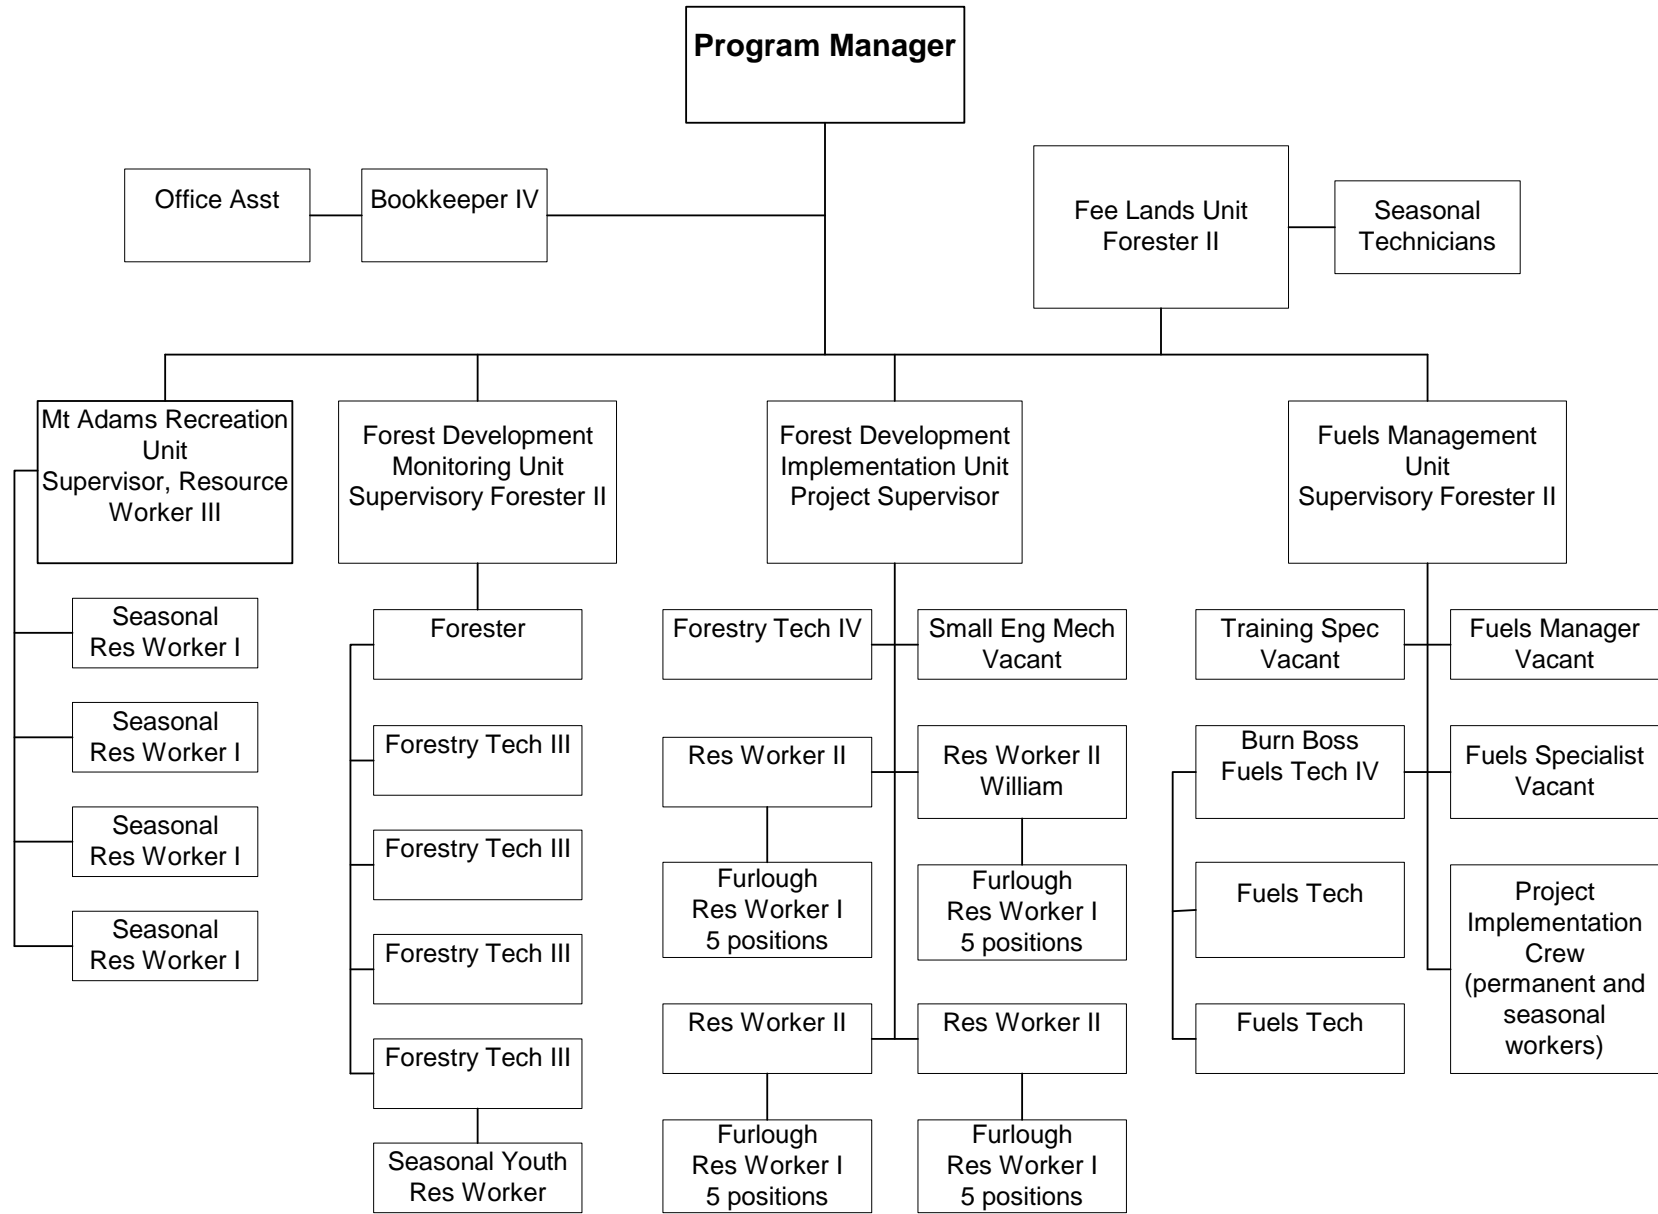 Program Manager
Office Asst
Bookkeeper IV
Fee Lands Unit
Forester II
Seasonal
Technicians
Mt Adams Recreation
Unit
Supervisor, Resource
Worker III
Seasonal
Res Worker I
Seasonal
Res Worker I
Seasonal
Res Worker I
Seasonal
Res Worker I
Forest Development
Monitoring Unit
Supervisory Forester II
Forester
Forestry Tech III
Forestry Tech III
Forestry Tech III
Forestry Tech III
Seasonal Youth
Res Worker
Forest Development
Implementation Unit
Project Supervisor
Forestry Tech IV
Small Eng Mech
Vacant
Res Worker II
Res Worker II
William
Furlough
Res Worker I
5 positions
Furlough
Res Worker I
5 positions
Res Worker II
Res Worker II
Furlough
Res Worker I
5 positions
Furlough
Res Worker I
5 positions
Fuels Management
Unit
Supervisory Forester II
Training Spec
Vacant
Fuels Manager
Vacant
Burn Boss
Fuels Tech IV
Fuels Specialist
Vacant
Fuels Tech
Fuels Tech
Project
Implementation
Crew
(permanent and
seasonal
workers)